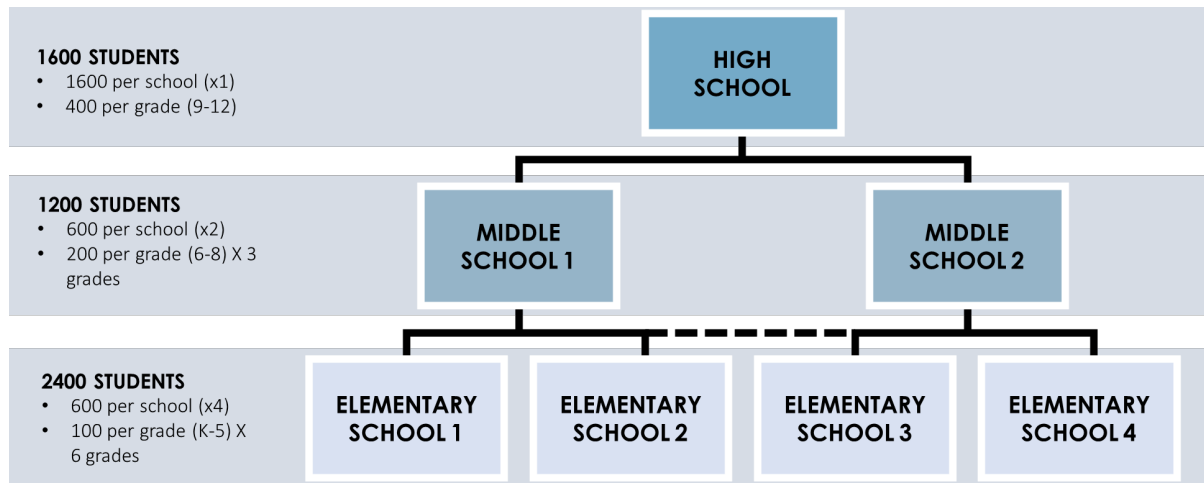 1600 STUDENTS
• 1600 per school (x1)
• 400 per grade (9-12)
HIGH
SCHOOL
1200 STUDENTS
• 600 per school (x2)
• 200 per grade (6-8) X 3
grades
MIDDLE
SCHOOL 1
MIDDLE
SCHOOL 2
2400 STUDENTS
• 600 per school (x4)
• 100 per grade (K-5) X
6 grades
ELEMENTARY
SCHOOL 1
ELEMENTARY
SCHOOL 2
ELEMENTARY
SCHOOL 3
ELEMENTARY
SCHOOL 4